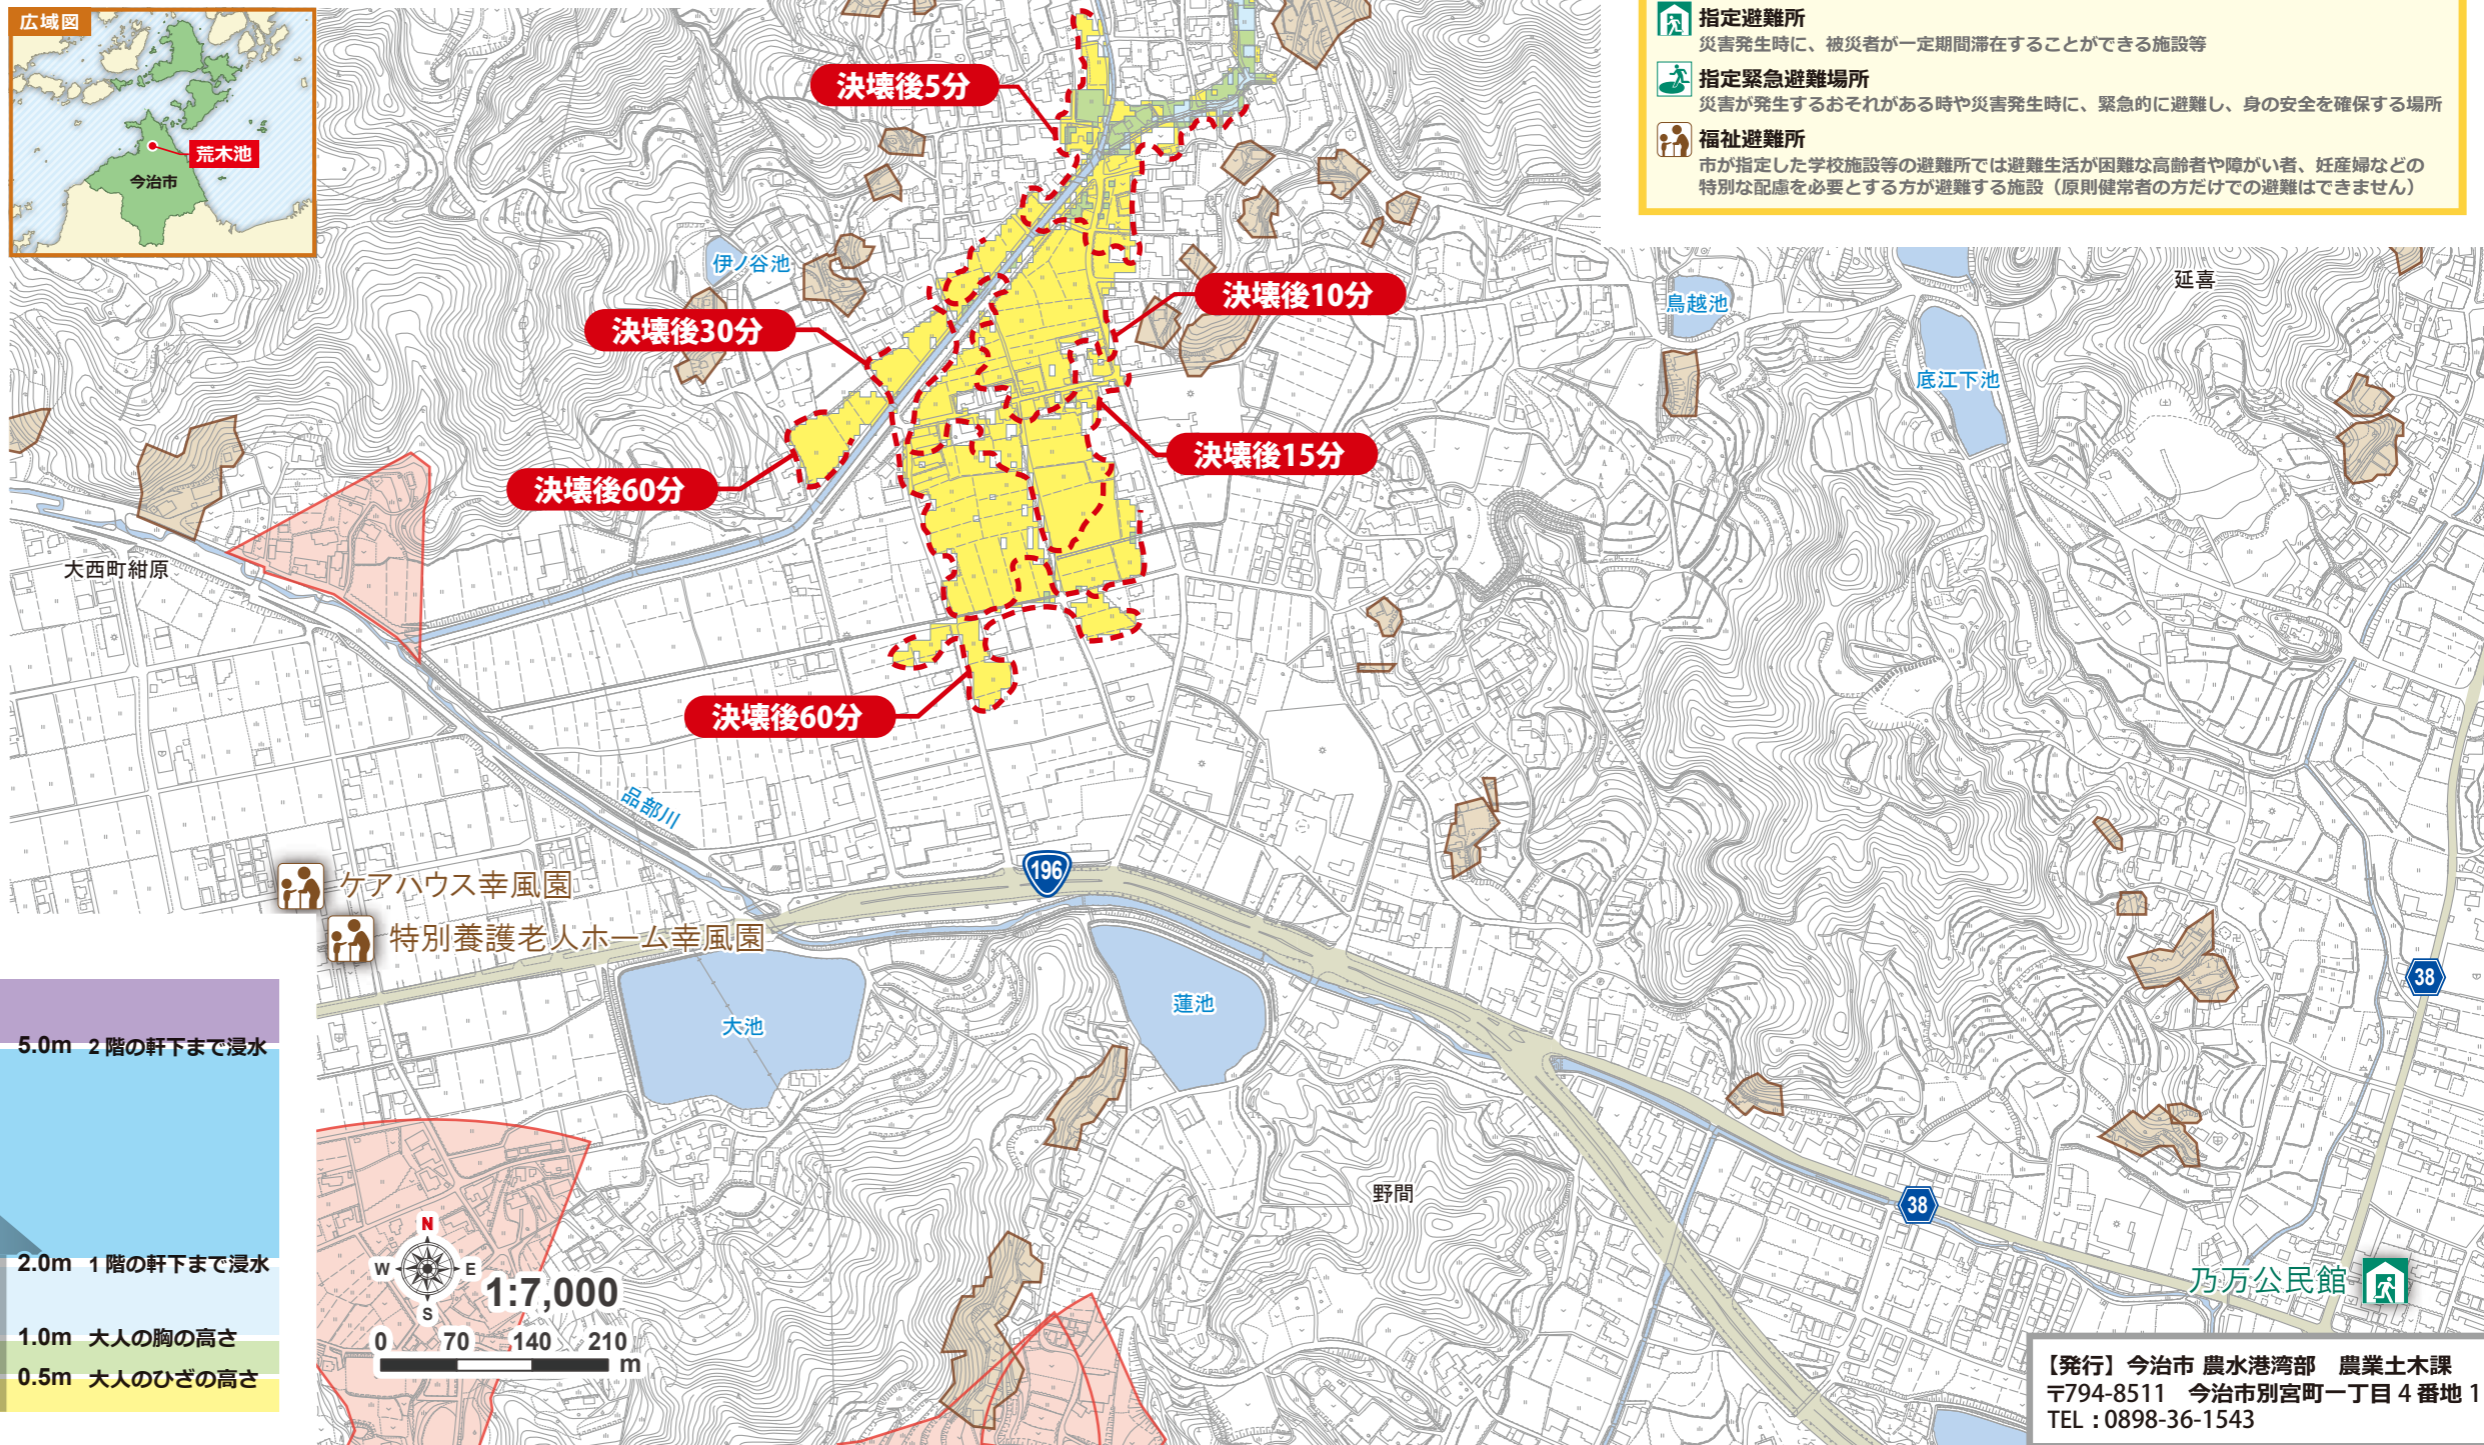 広域図
荒木池
今治市
指定避難所
災害発生時に、被災者が一定期間滞在することができる施設等
指定緊急避難場所
災害が発生するおそれがある時や災害発生時に、緊急的に避難し、身の安全を確保する場所
福祉避難所
市が指定した学校施設等の避難所では避難生活が困難な高齢者や障がい者、妊産婦などの
特別な配慮を必要とする方が避難する施設（原則健常者の方だけでの避難はできません）
決壊後5分
伊ノ谷池
決壊後10分
鳥越池
延喜
決壊後30分
底江下池
決壊後15分
決壊後60分
大西町紺原
決壊後60分
品部川
196
ケアハウス幸風園
特別養護老人ホーム幸風園
38
蓮池
大池
5.0m 2階の軒下まで浸水
野間
38
2.0m 1階の軒下まで浸水
N
W E
S
1:7,000
乃万公民館
1.0m 大人の胸の高さ
0 70 140 210
m
0.5m 大人のひざの高さ
【発行】今治市 農水港湾部 農業土木課
〒794-8511 今治市別宮町一丁目4番地1
TEL：0898-36-1543